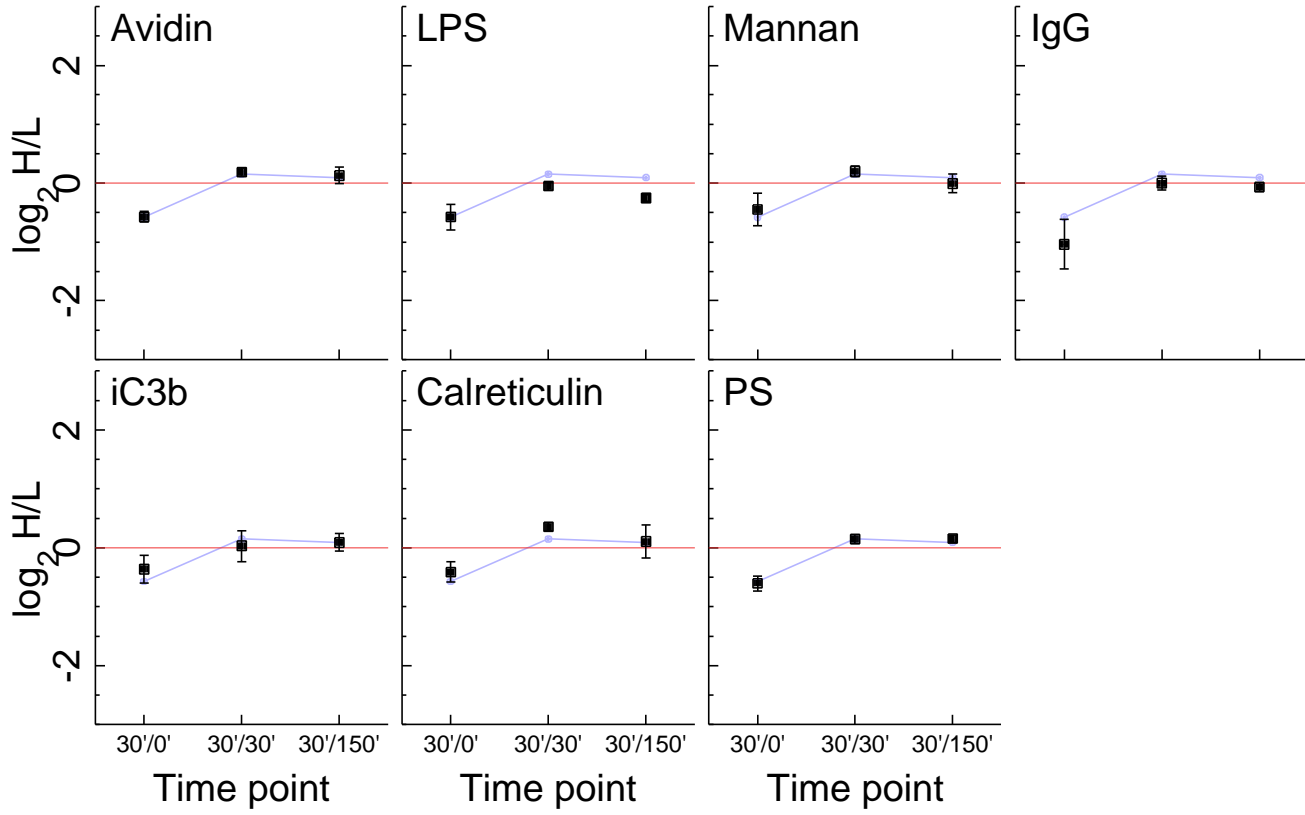 Avidin
LPS
Mannan
IgG
2
0
-2
log2 H/L
iC3b
Calreticulin
PS
2
0
-2
log2 H/L
30'/0' 30'/30' 30'/150'
30'/0' 30'/30' 30'/150'
30'/0' 30'/30' 30'/150'
Time point
Time point
Time point